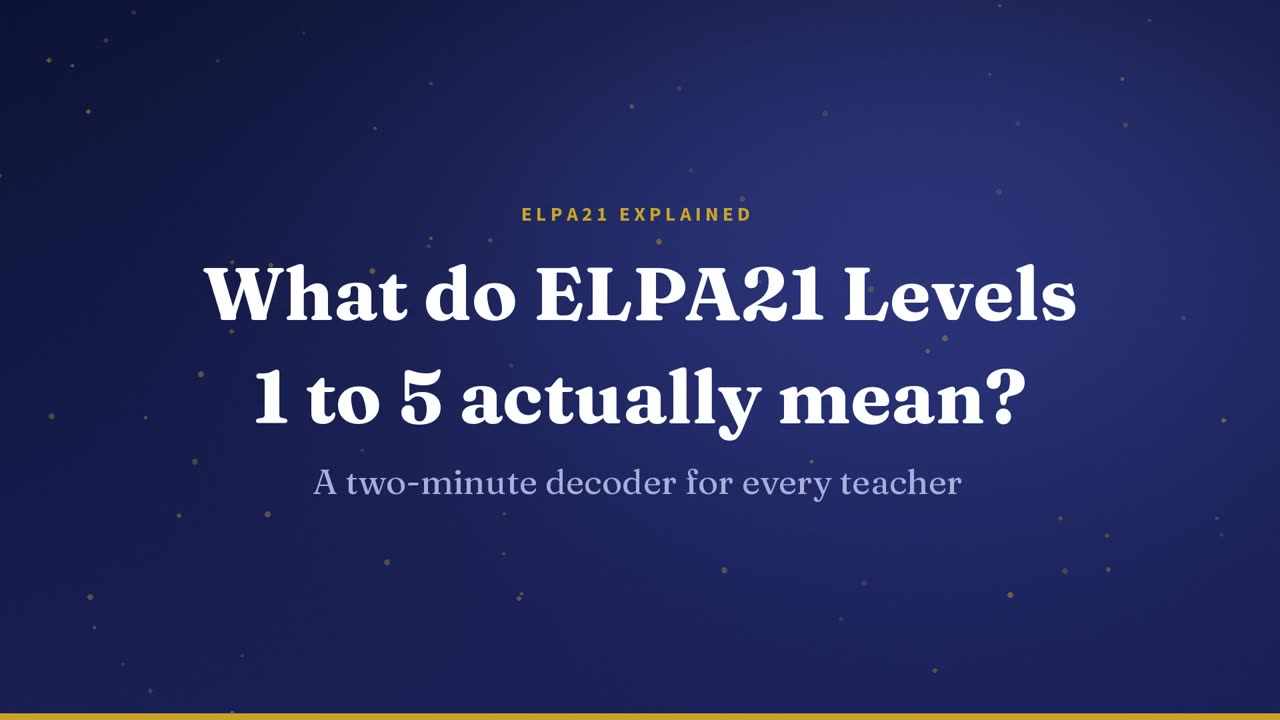 ELPA21 EXPLAINED
What do ELPA21 Levels
1 to 5 actually mean?
A two-minute decoder for every teacher